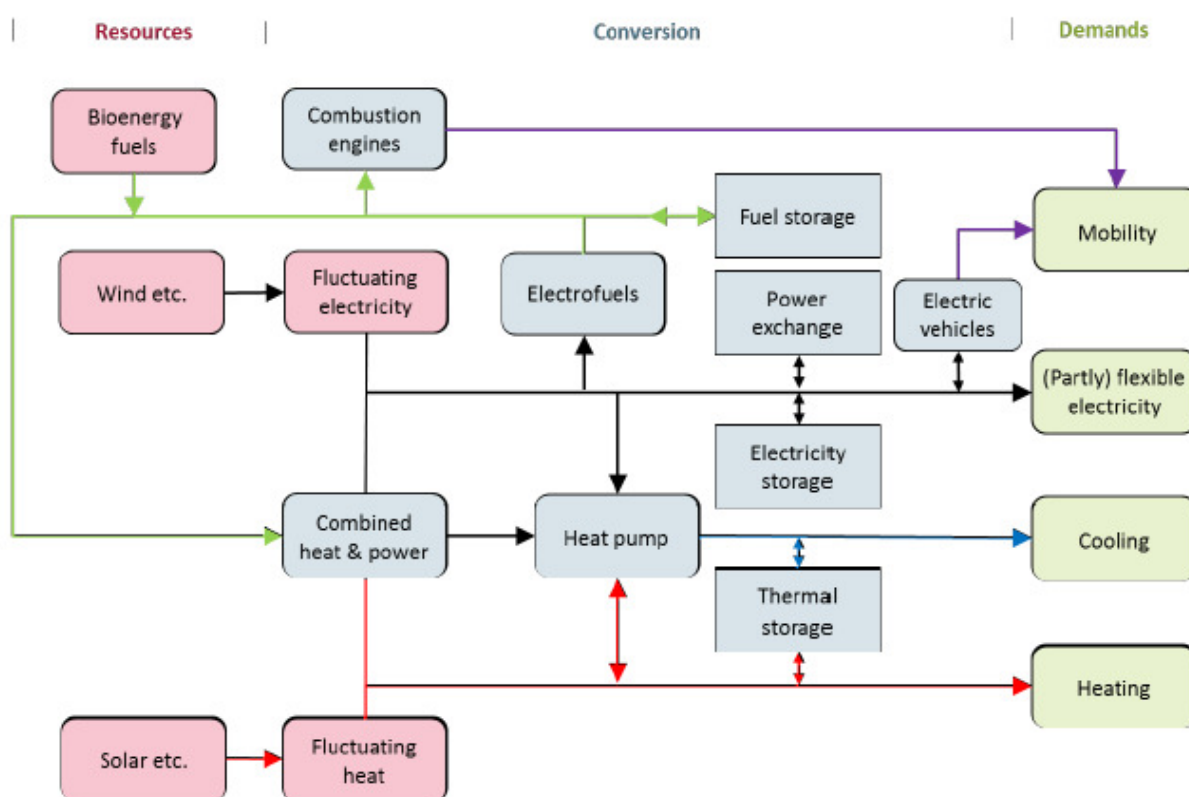 Resources
Conversion
Demands
Bioenergy
fuels
Combustion
engines
Fuel storage
Mobility
Wind etc.
Fluctuating
electricity
Electrofuels
Power
exchange
Electric
vehicles
(Partly) flexible
electricity
Electricity
storage
Combined
heat & power
Heat pump
Cooling
Thermal
storage
Heating
Solar etc.
Fluctuating
heat